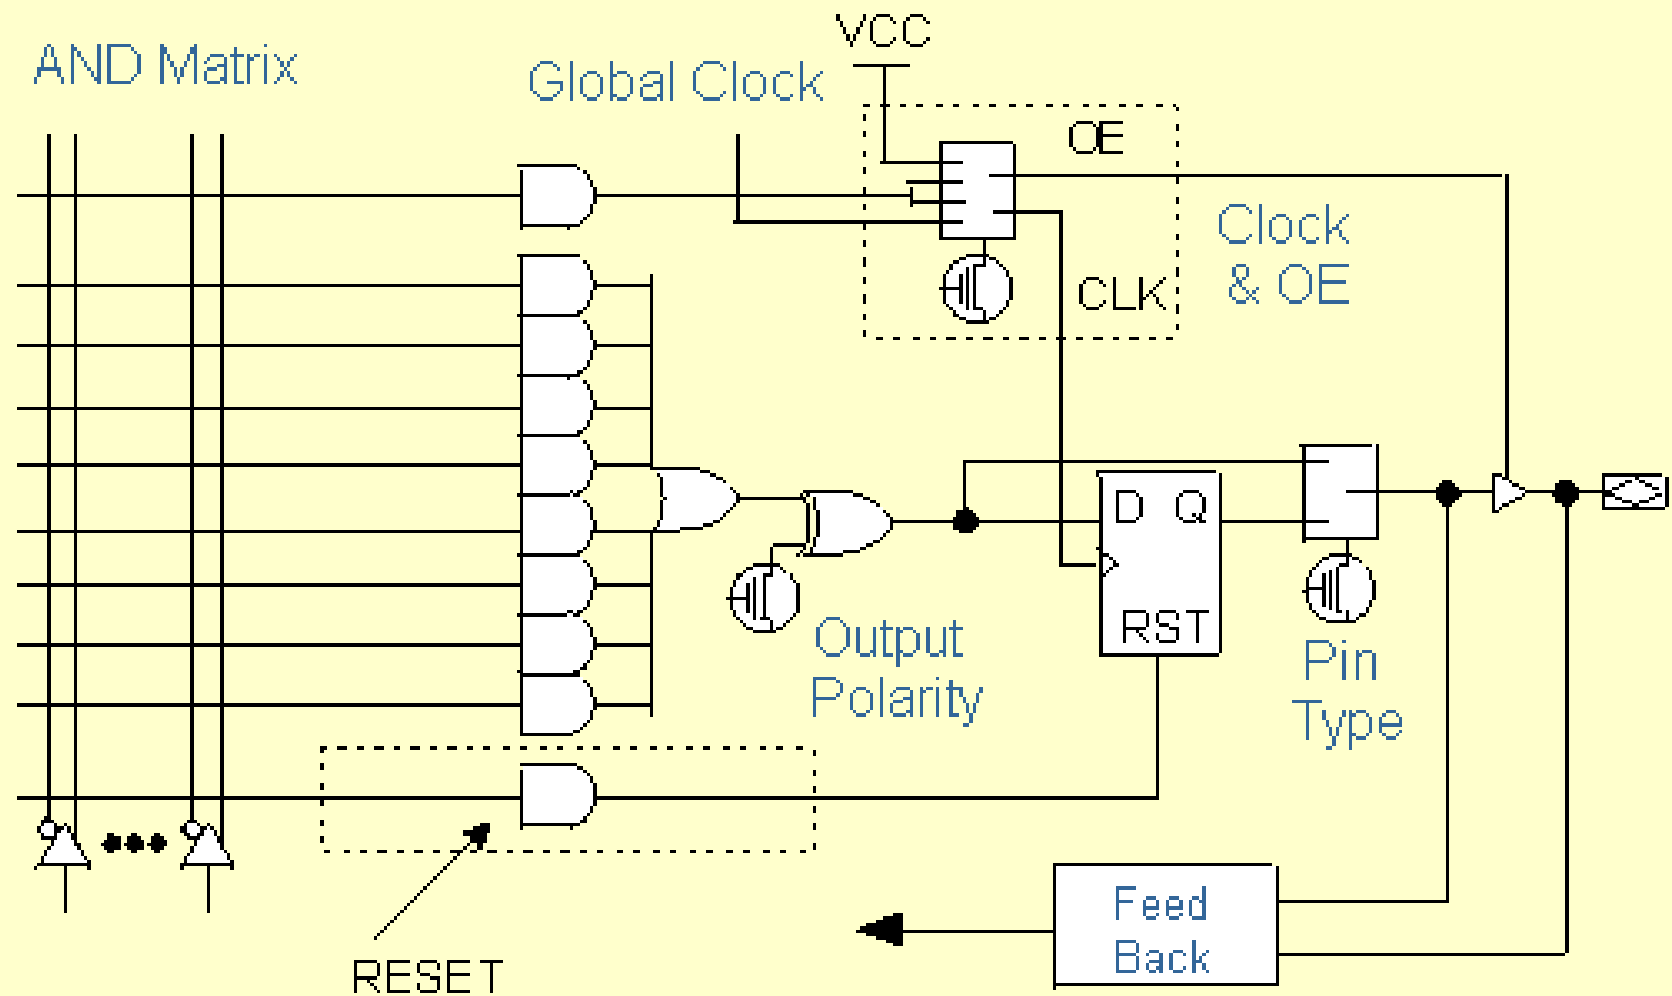 VCC
AND Matrix
Global Clock
OE
Clock
& OE
CLK
D Q
RST
Output
Polarity
Pin
Type
Feed
Back
RESET